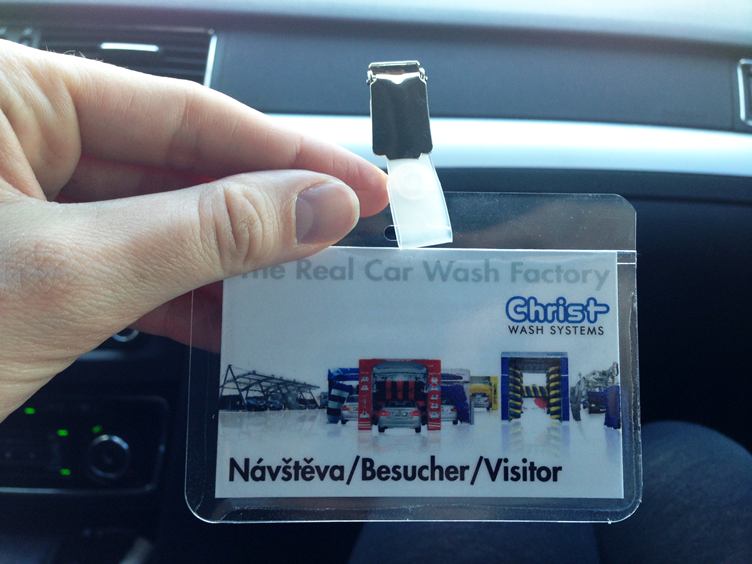 The Real Car Wash Factory
Christ
WASH SYSTEMS
Návštěva/Besucher/Visitor